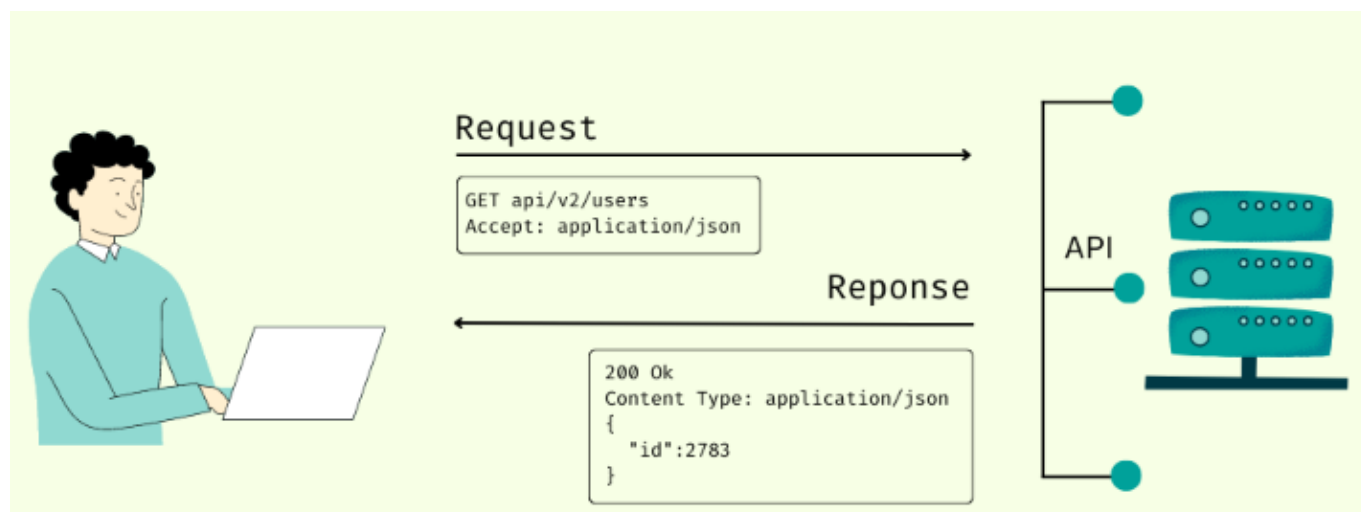 Request
GET api/v2/users
Accept: application/json
API
Reponse
200 Ok
Content Type: application/json
{
"id":2783
}